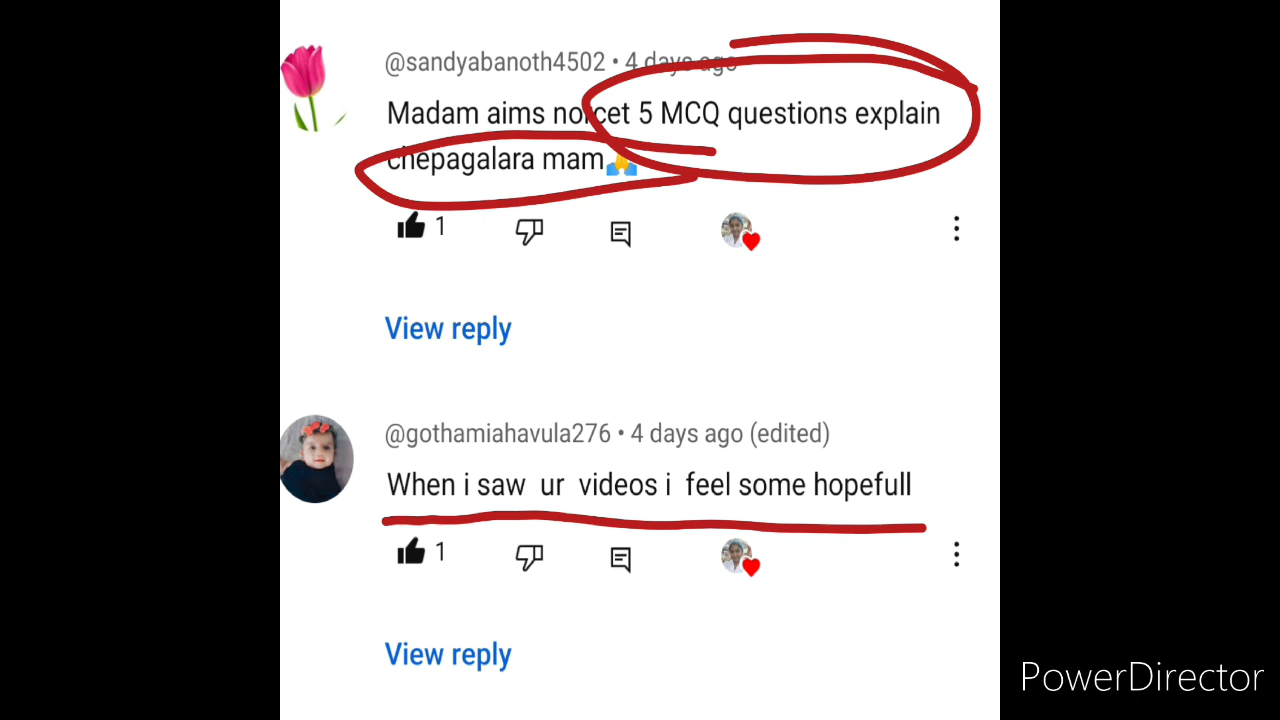 @sandyabanoth4502 • 4 days ago
Madam aims norcet 5 MCQ questions explain
chepagalara mam🙏
1
View reply
@gothamiahavula276 • 4 days ago (edited)
When i saw ur videos i feel some hopefull
1
View reply
PowerDirector